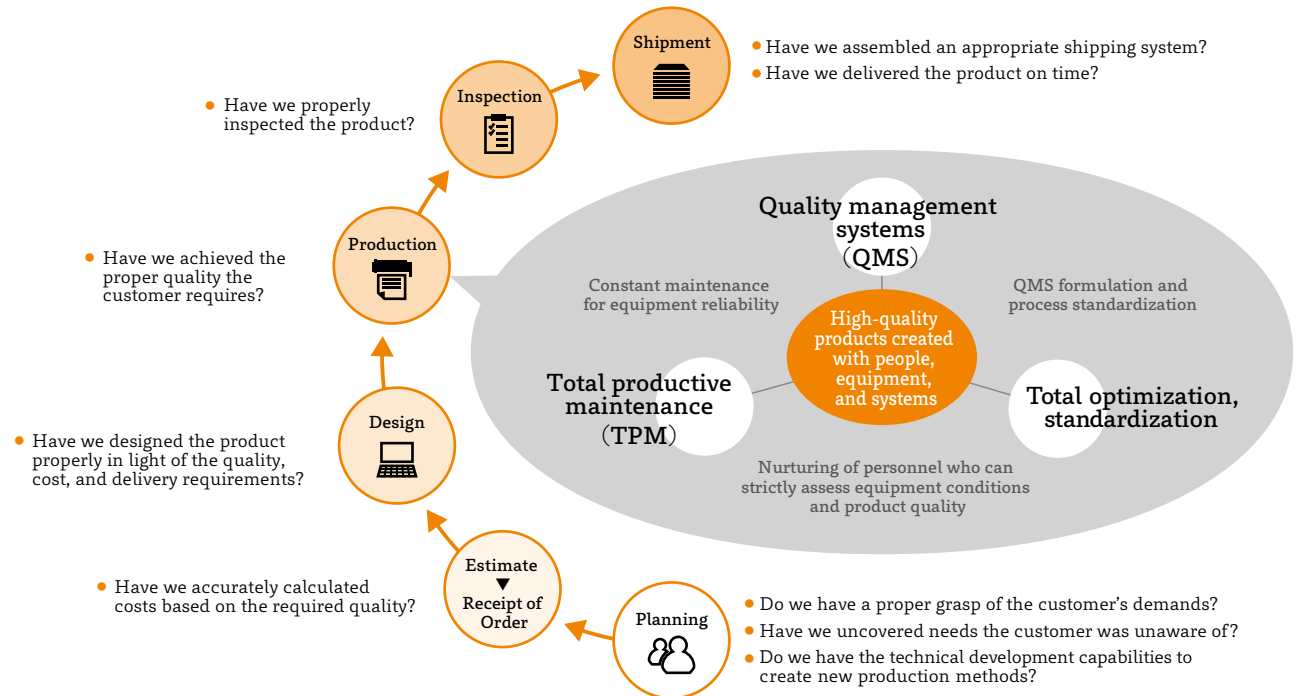 Shipment
● Have we assembled an appropriate shipping system?
● Have we delivered the product on time?
Inspection
● Have we properly
inspected the product?
Production
● Have we achieved the
proper quality the
customer requires?
Design
● Have we designed the product
properly in light of the quality,
cost, and delivery requirements?
Estimate
▼
Receipt of
Order
● Have we accurately calculated
costs based on the required quality?
Planning
● Do we have a proper grasp of the customer’s demands?
● Have we uncovered needs the customer was unaware of?
● Do we have the technical development capabilities to
create new production methods?
Quality management
systems
(QMS)
Constant maintenance
for equipment reliability
QMS formulation and
process standardization
High-quality
products created
with people,
equipment,
and systems
Total productive
maintenance
(TPM)
Total optimization,
standardization
Nurturing of personnel who can
strictly assess equipment conditions
and product quality